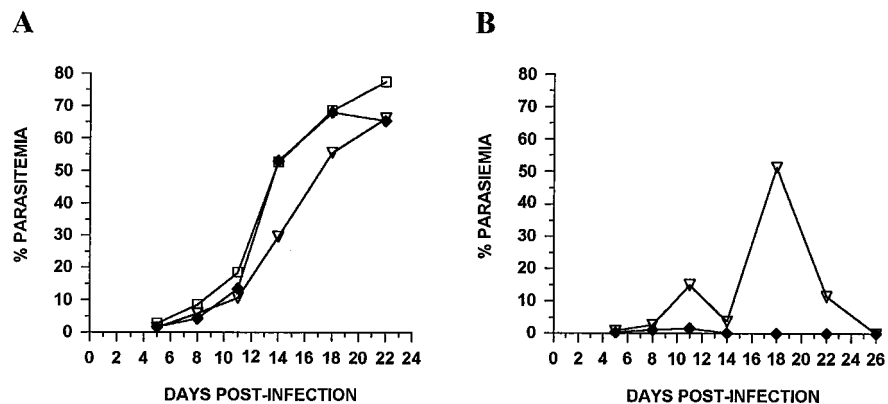 A
B
80
70
60
50
40
30
20
10
0
% PARASITEMIA
0 2 4 6 8 10 12 14 16 18 20 22 24
DAYS POST-INFECTION
80
70
60
50
40
30
20
10
0
% PARASIEMIA
0 2 4 6 8 10 12 14 16 18 20 22 24 26
DAYS POST-INFECTION